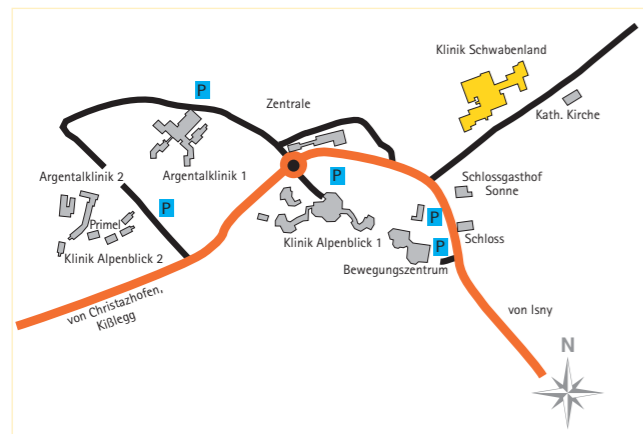 Klinik Schwabenland
P
Zentrale
Kath. Kirche
Argentalklinik 2
Argentalklinik 1
P
Schlossgasthof
Sonne
Primel
P
P
Schloss
Klinik Alpenblick 1
Klinik Alpenblick 2
P
Bewegungszentrum
von Christazhofen,
Kißlegg
von Isny
N